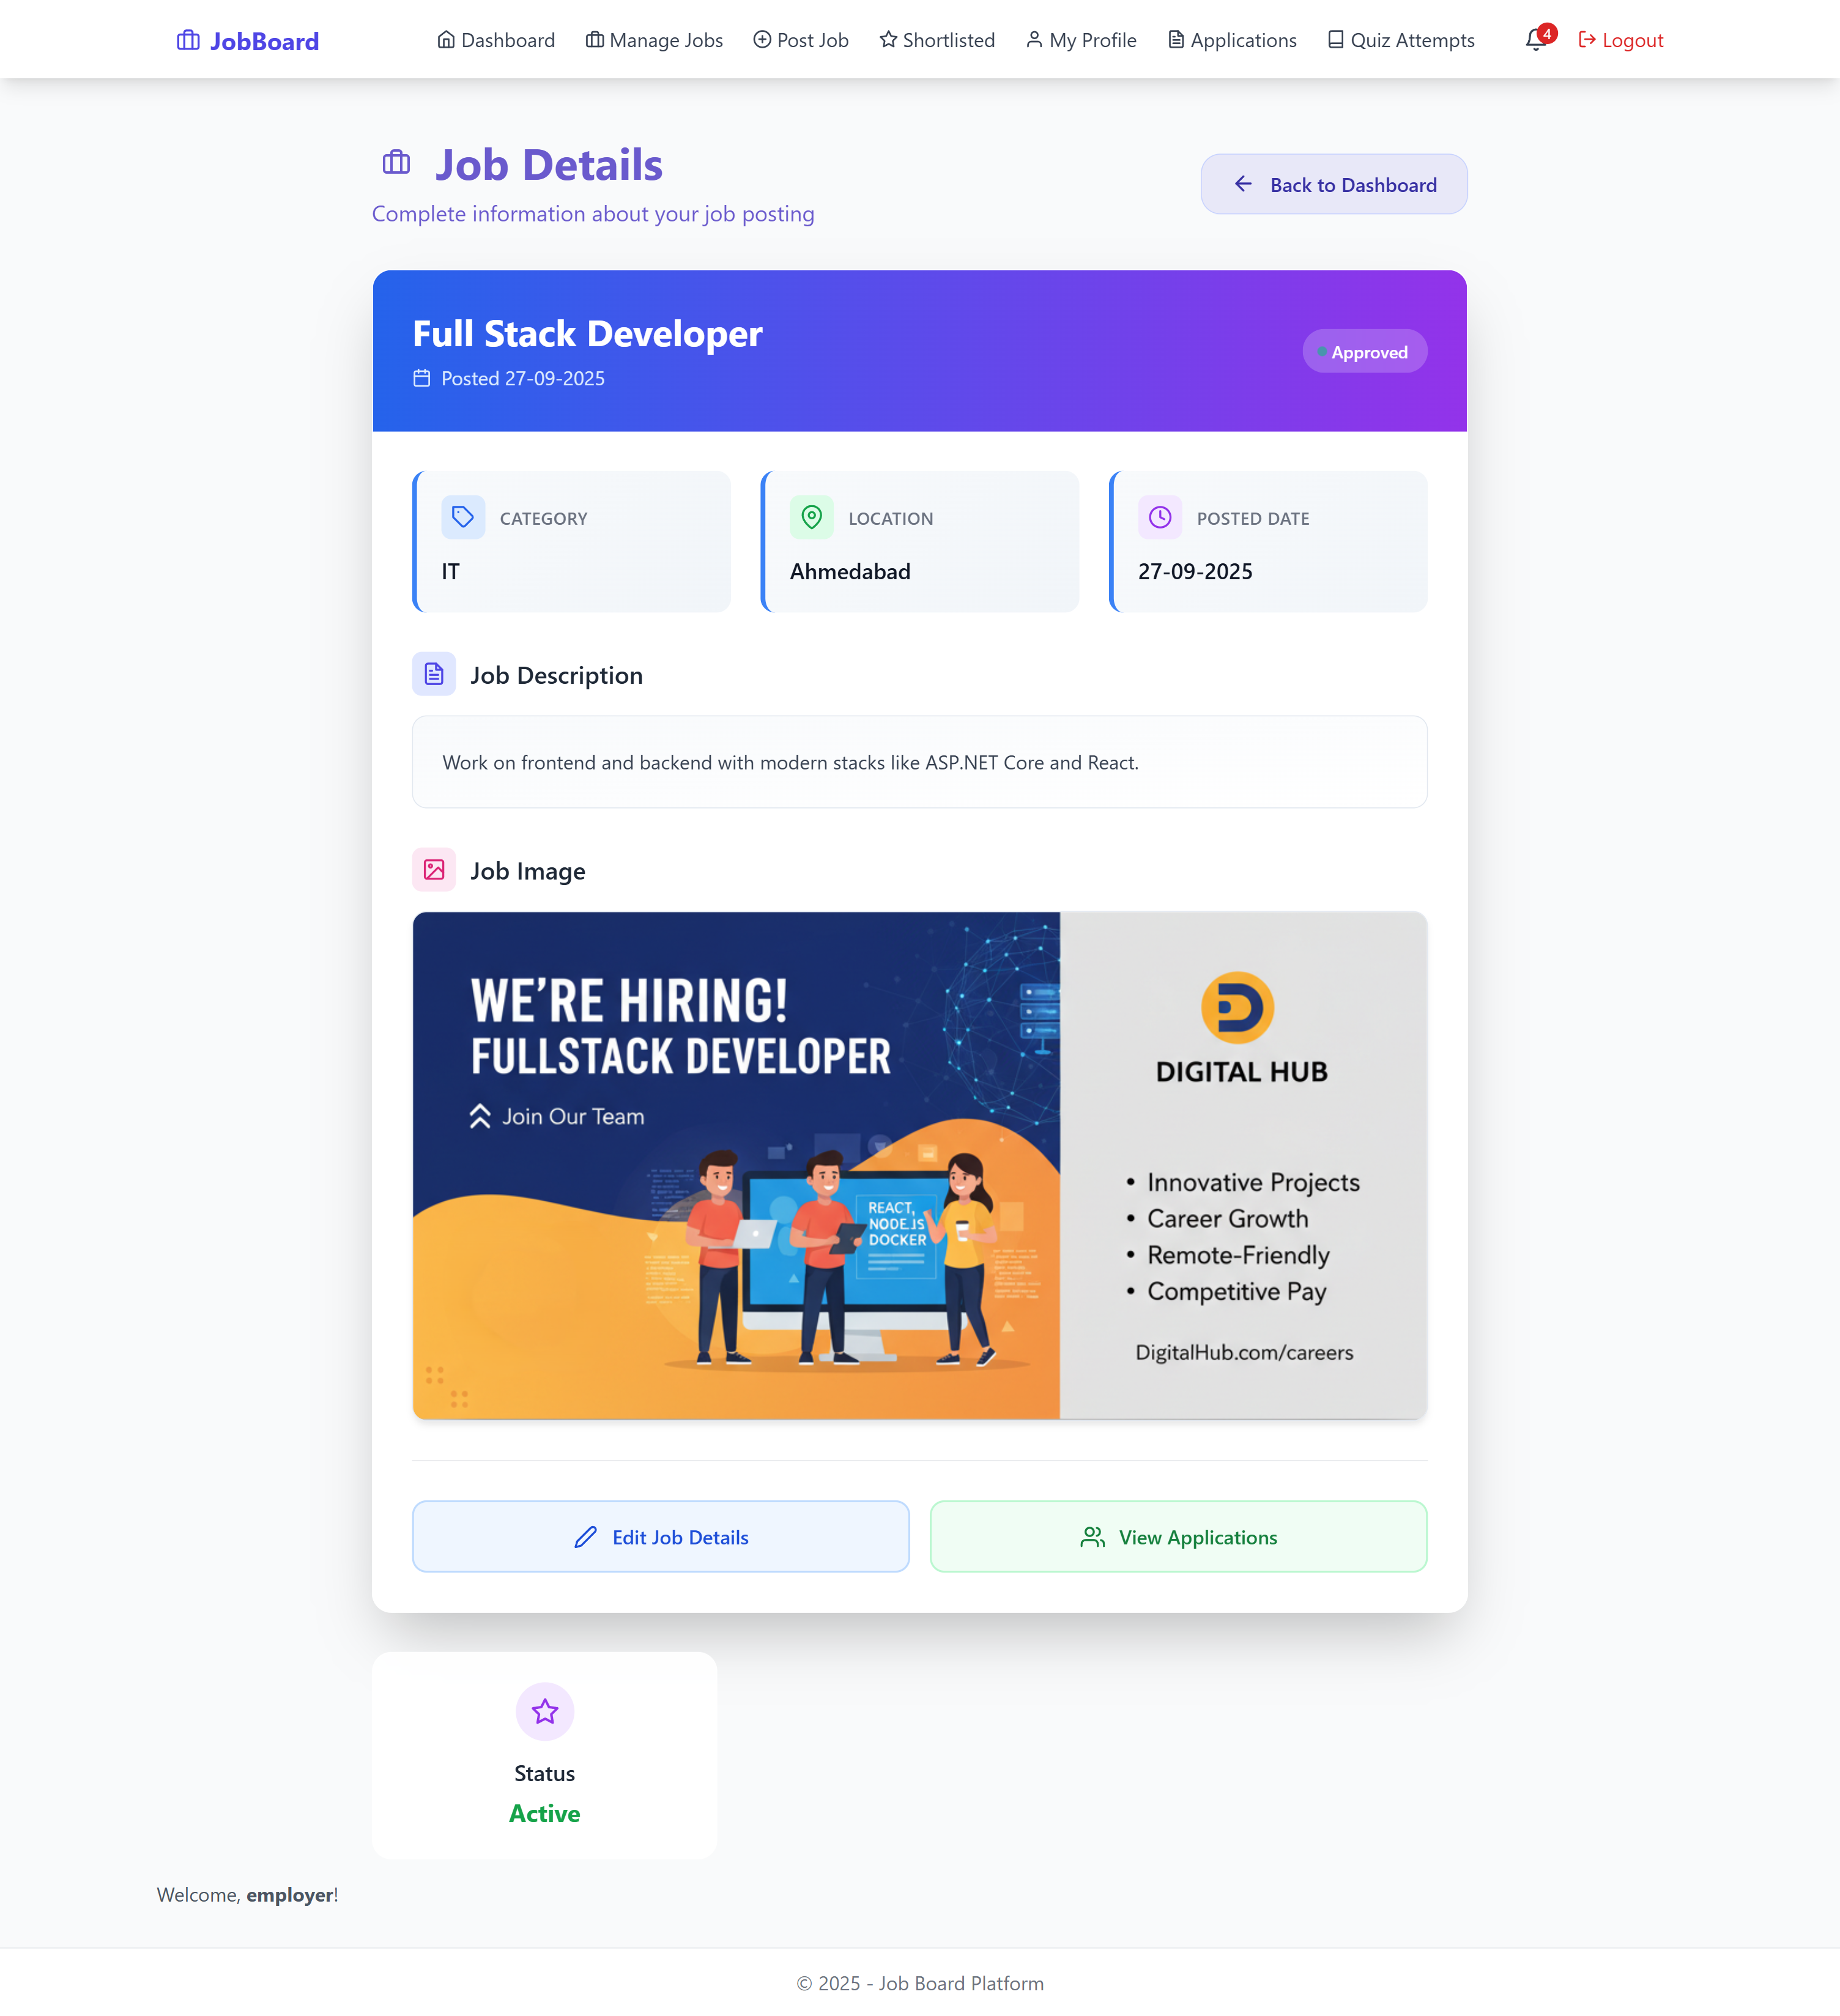 JobBoard
Dashboard
Manage Jobs
Post Job
Shortlisted
My Profile
Applications
Quiz Attempts
4
Logout
Job Details
Complete information about your job posting
Back to Dashboard
Full Stack Developer
Posted 27-09-2025
Approved
CATEGORY
IT
LOCATION
Ahmedabad
POSTED DATE
27-09-2025
Job Description
Work on frontend and backend with modern stacks like ASP.NET Core and React.
Job Image
WE'RE HIRING!
FULLSTACK DEVELOPER
Join Our Team
REACT,
NODE.JS
DOCKER
DIGITAL HUB
• Innovative Projects
• Career Growth
• Remote-Friendly
• Competitive Pay
DigitalHub.com/careers
Edit Job Details
View Applications
Status
Active
Welcome, employer!
© 2025 - Job Board Platform